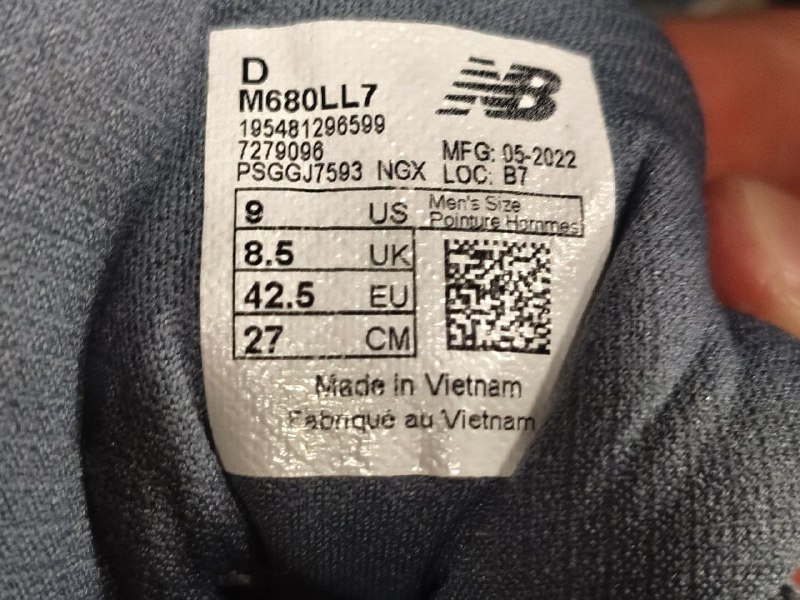 D
M680LL7
NB
195481296599
7279096
PSGGJ7593 NGX
MFG: 05-2022
LOC: B7
9 US
Men's Size
Pointure Hommes
8.5 UK
42.5 EU
27 CM
Made in Vietnam
Fabriqué au Vietnam